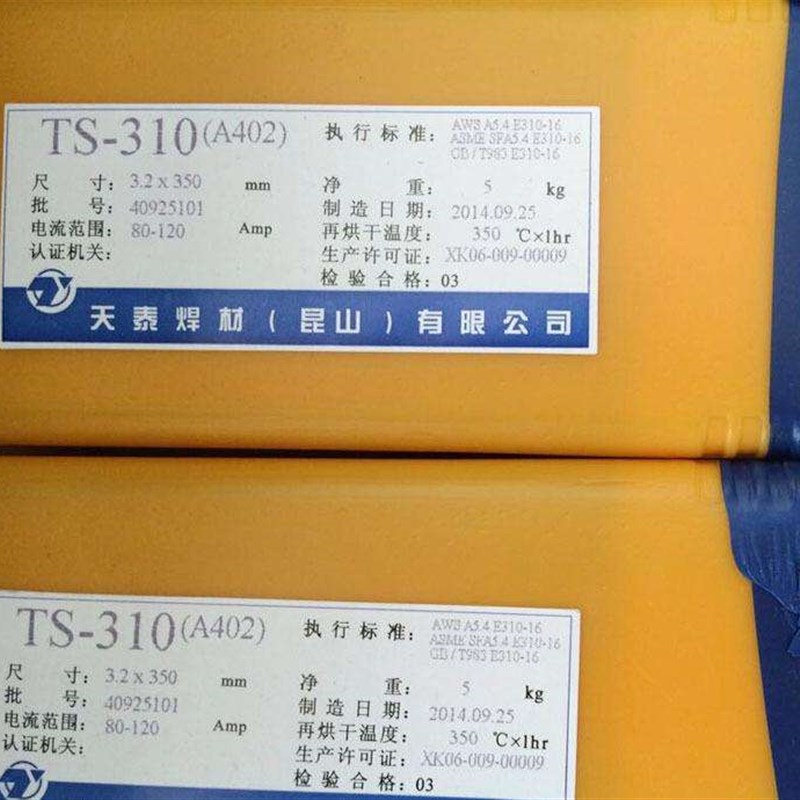 TS-310(A402)
执行标准: AWS A5.4 E310-16
ASME SFA5.4 E310-16
GB/T983 E310-16
尺 寸: 3.2 x 350 mm
净 重: 5 kg
批 号: 40925101
制造日期: 2014.09.25
电流范围: 80-120 Amp
再烘干温度: 350 ℃×1hr
认证机关:
生产许可证: XK06-009-00009
检验合格: 03
天泰焊材(昆山)有限公司
TS-310(A402)
执行标准: AWS A5.4 E310-16
ASME SFA5.4 E310-16
GB/T983 E310-16
尺 寸: 3.2 x 350 mm
净 重: 5 kg
批 号: 40925101
制造日期: 2014.09.25
电流范围: 80-120 Amp
再烘干温度: 350 ℃×1hr
认证机关:
生产许可证: XK06-009-00009
检验合格: 03